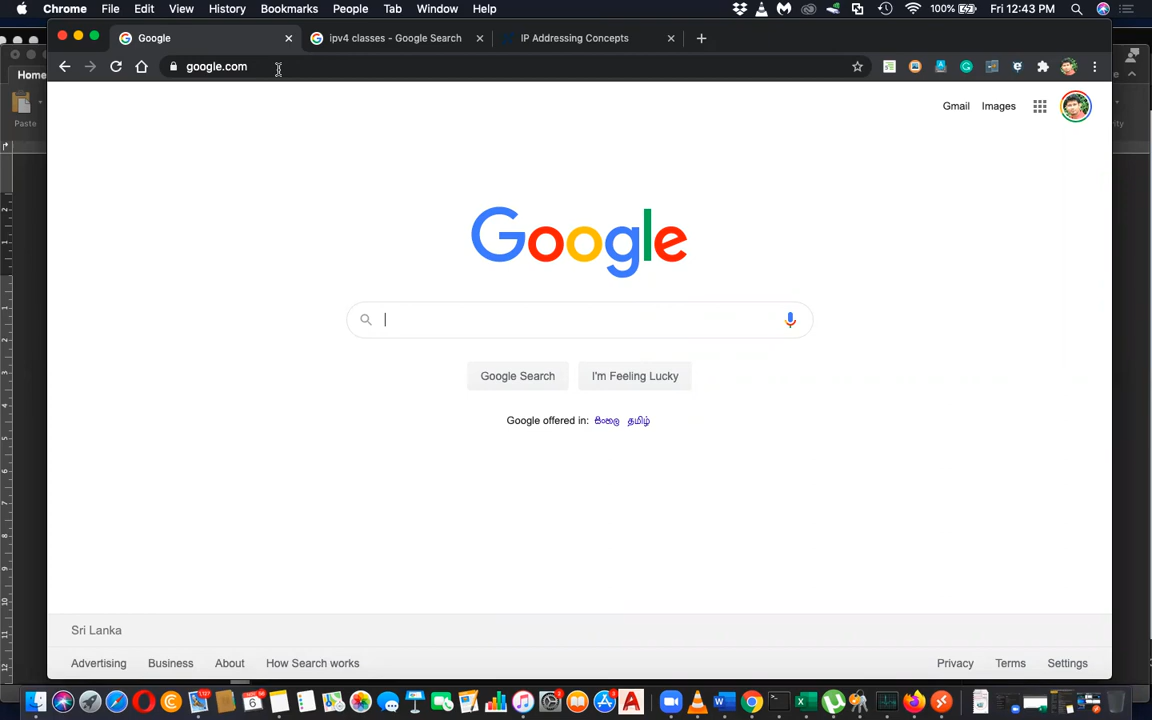 Chrome File Edit View History Bookmarks People Tab Window Help 100% Fri 12:43 PM
Google ipv4 classes - Google Search IP Addressing Concepts
Home
google.com
Paste
Gmail Images
Google
Google Search I'm Feeling Lucky
Google offered in: සිංහල தமிழ்
Sri Lanka
Advertising Business About How Search works Privacy Terms Settings